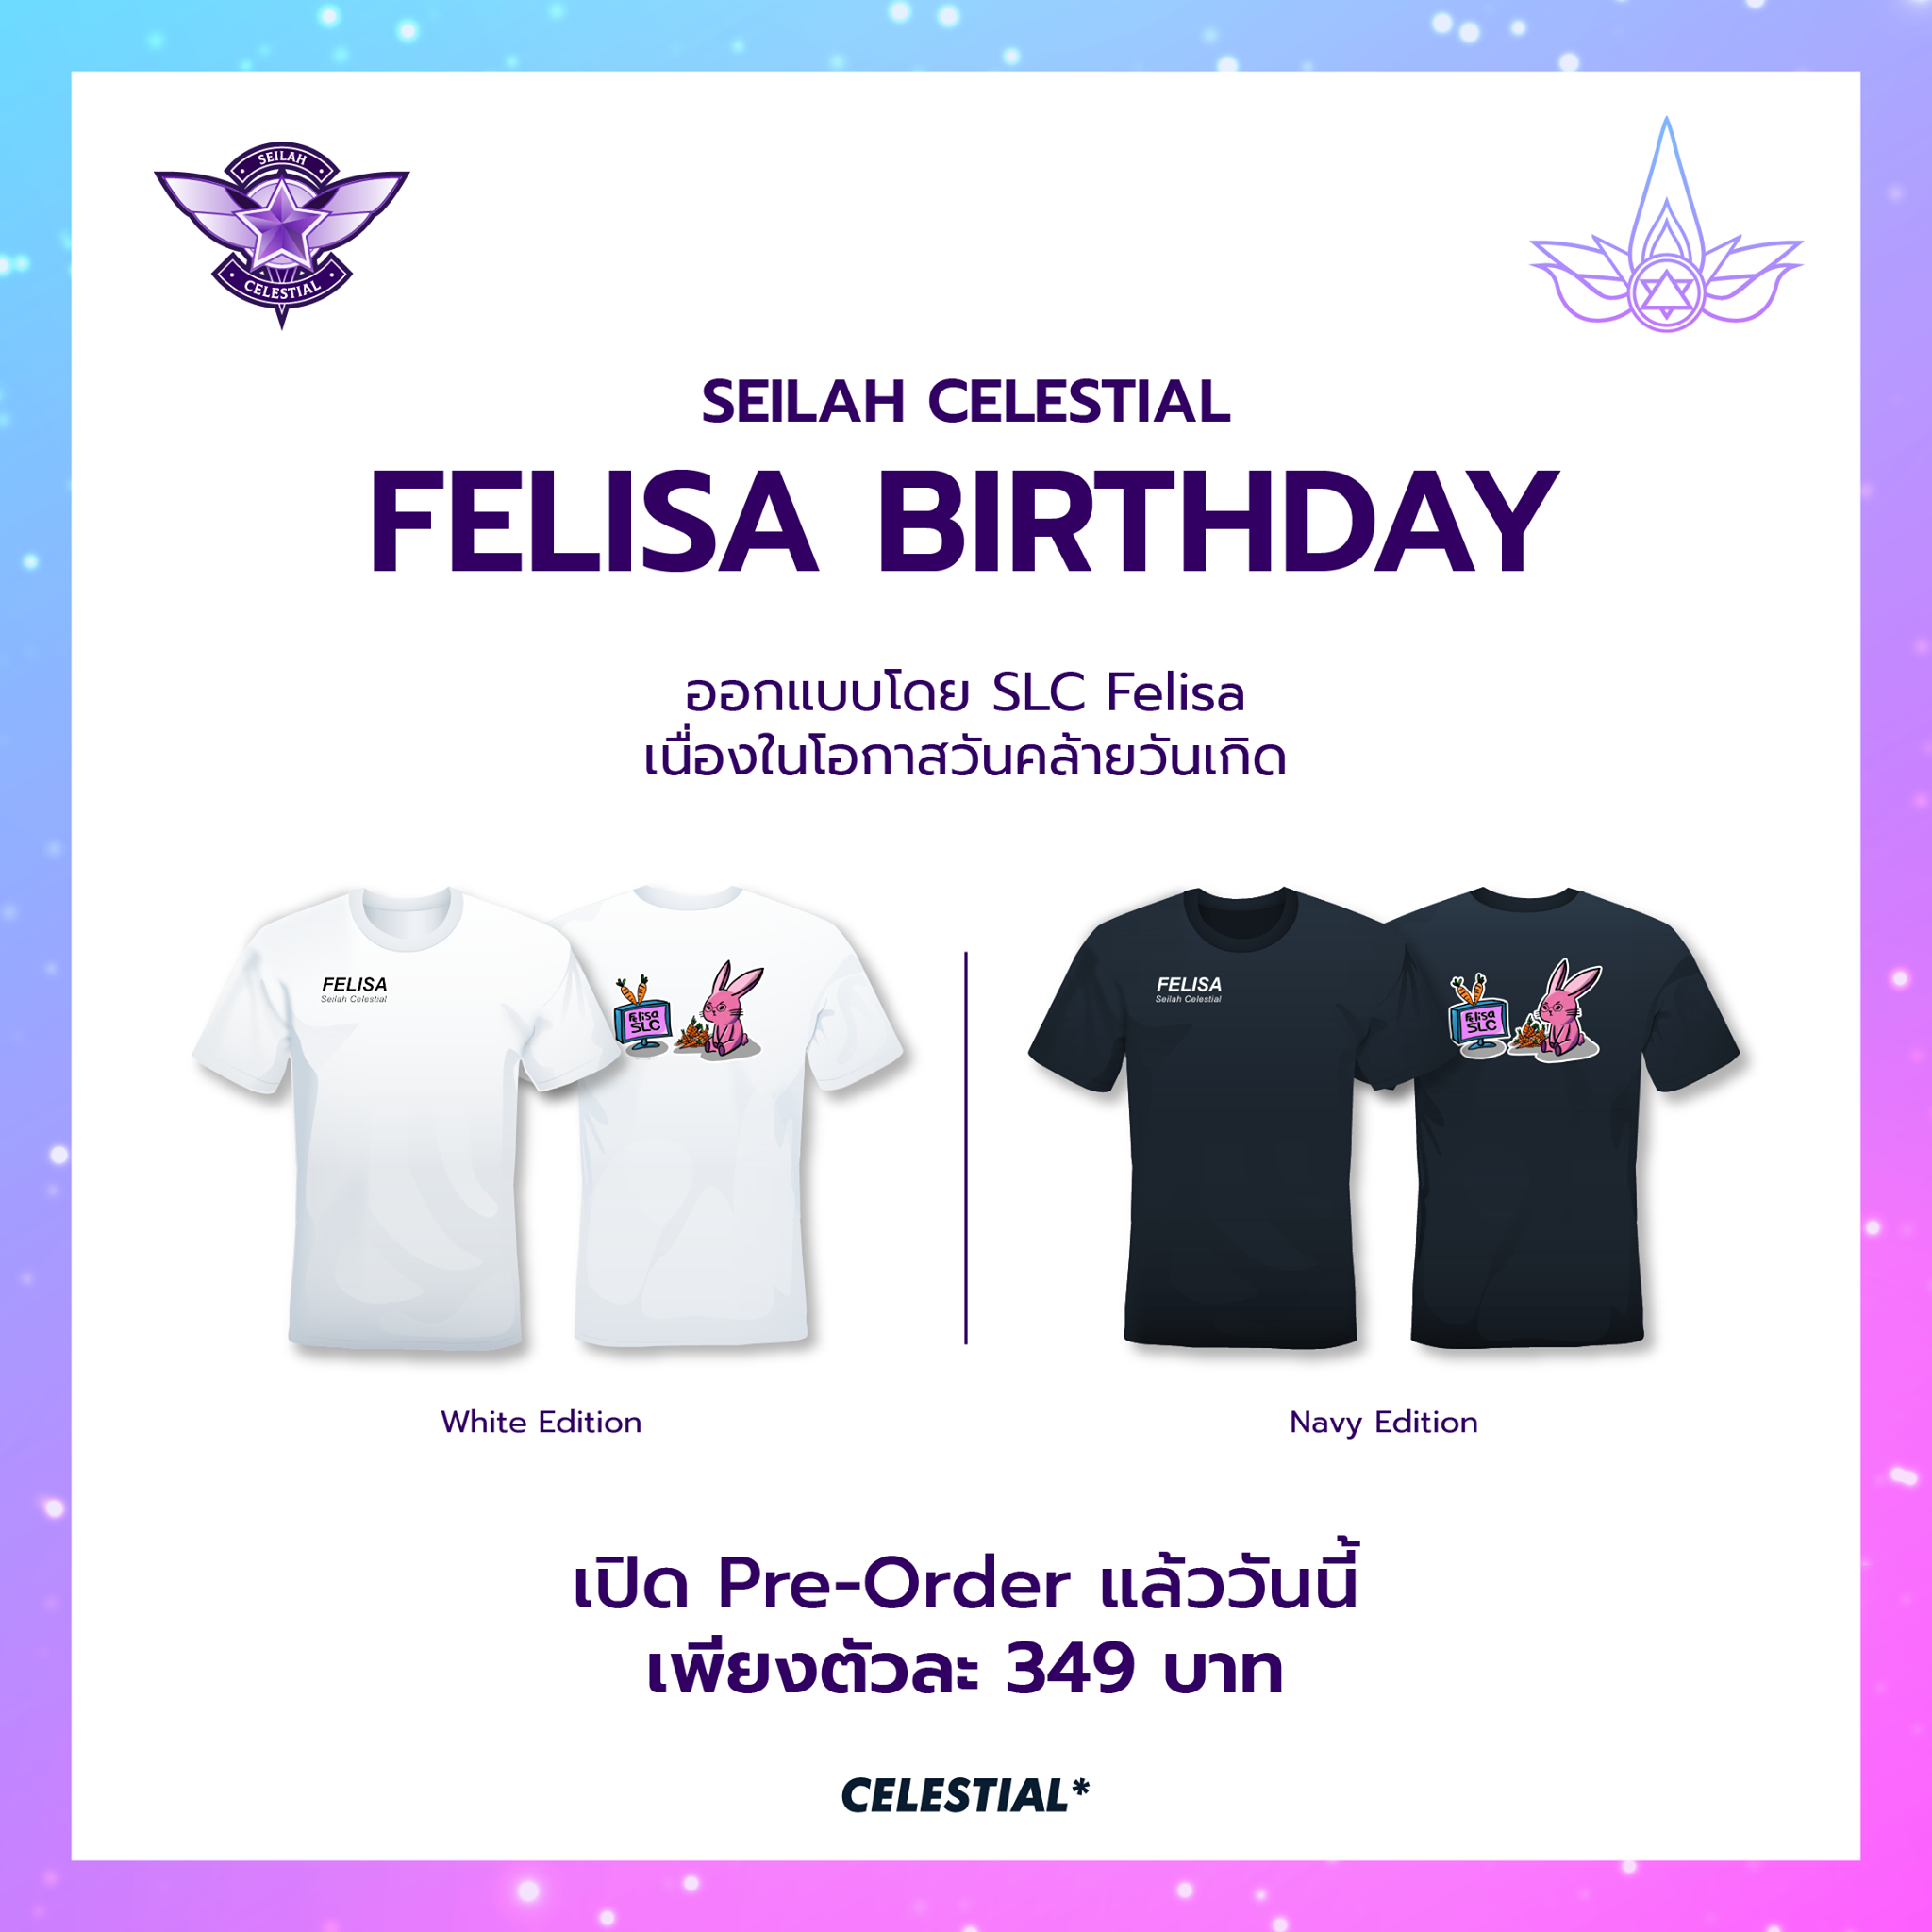 SEILAH
CELESTIAL
SEILAH CELESTIAL
FELISA BIRTHDAY
ออกแบบโดย SLC Felisa
เนื่องในโอกาสวันคล้ายวันเกิด
FELISA
Seilah Celestial
Felisa
SLC
FELISA
Seilah Celestial
Felisa
SLC
White Edition
Navy Edition
เปิด Pre-Order แล้ววันนี้
เพียงตัวละ 349 บาท
CELESTIAL*